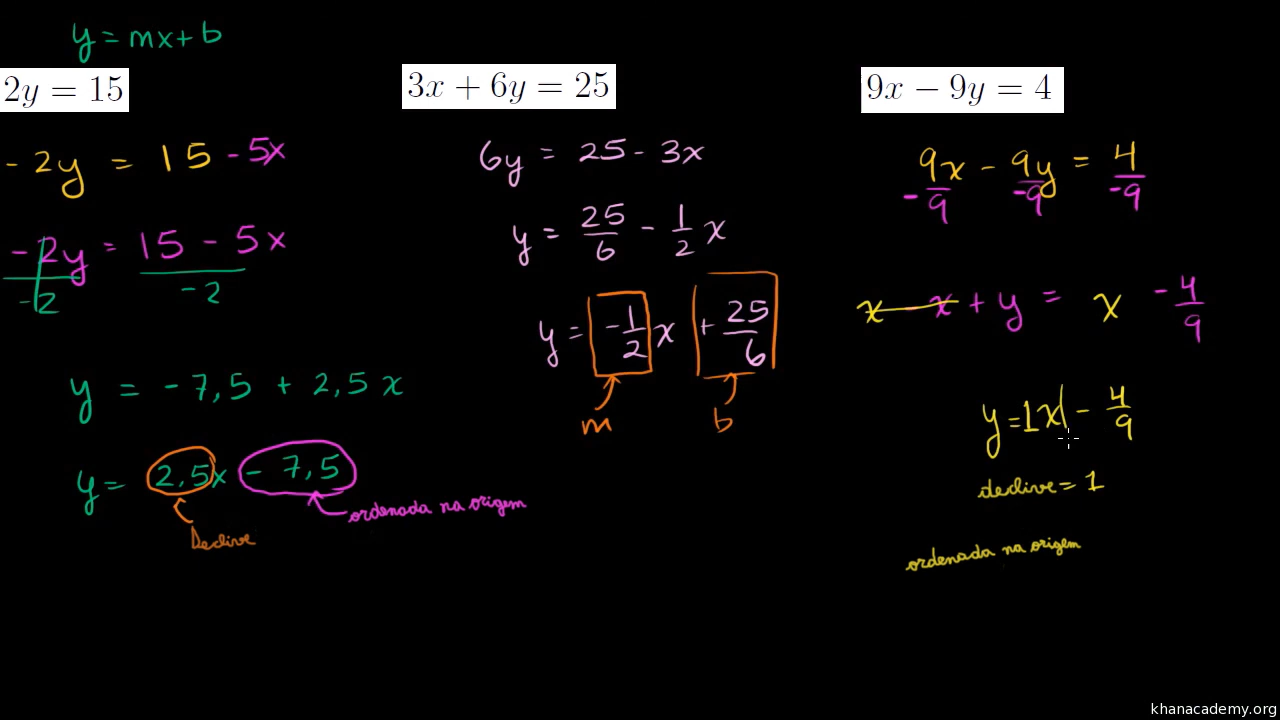 y = mx + b
2y = 15
-2y = 15 - 5x
-2y = 15 - 5x
-2 -2
y = -7,5 + 2,5x
y = 2,5x - 7,5
Declive
ordenada na origem
3x + 6y = 25
6y = 25 - 3x
y = 25/6 - 1/2 x
y = -1/2 x + 25/6
m b
9x - 9y = 4
9x/-9 - 9y/-9 = 4/-9
x - x + y = x - 4/9
y = 1x - 4/9
declive = 1
ordenada na origem
khanacademy.org